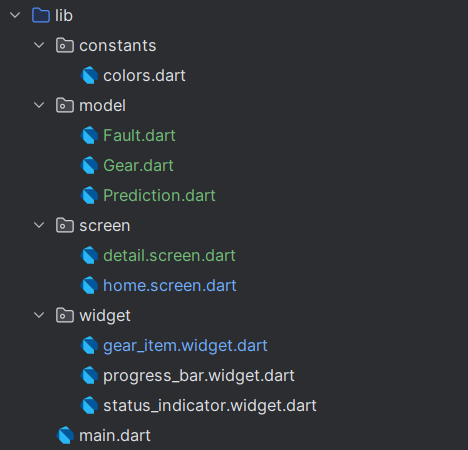 lib
constants
colors.dart
model
Fault.dart
Gear.dart
Prediction.dart
screen
detail.screen.dart
home.screen.dart
widget
gear_item.widget.dart
progress_bar.widget.dart
status_indicator.widget.dart
main.dart